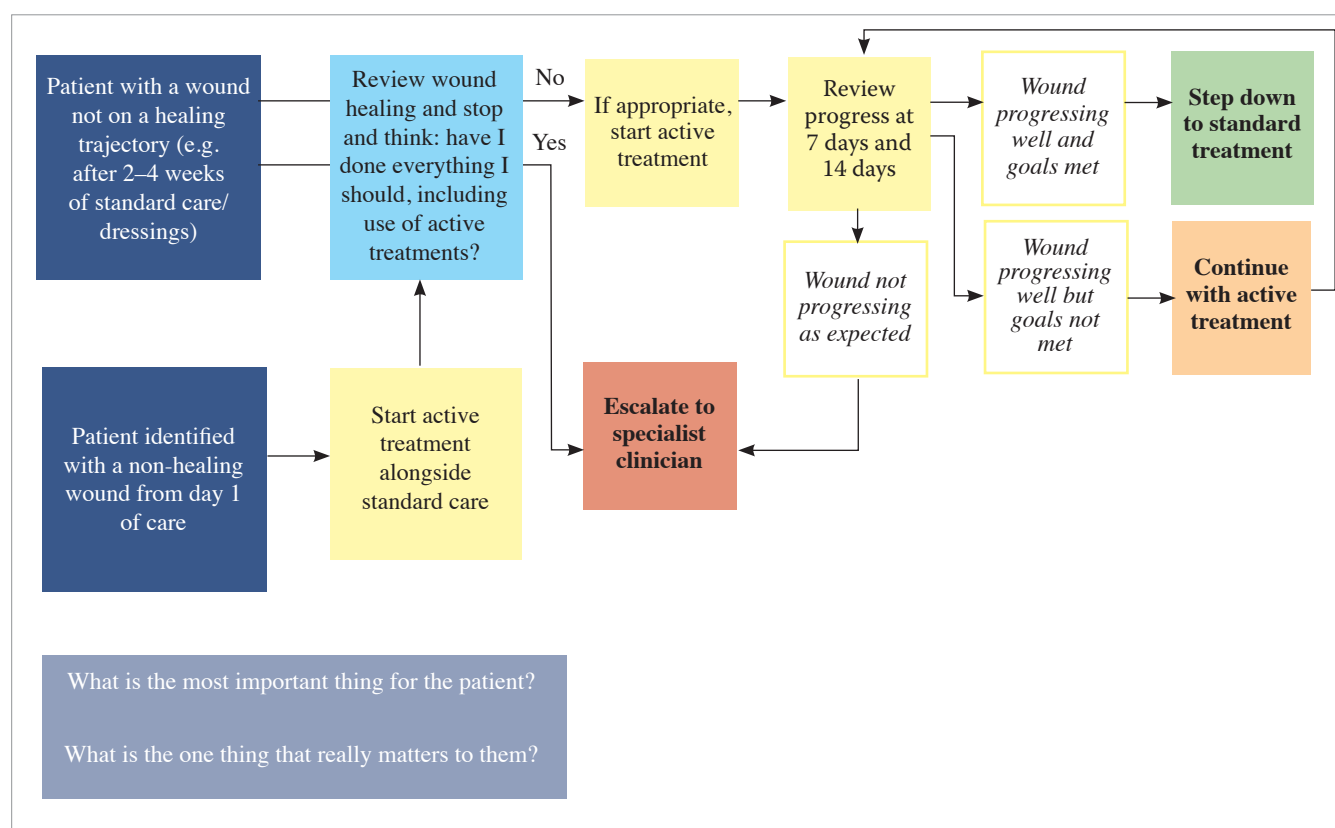 Patient with a wound
not on a healing
trajectory (e.g.
after 2–4 weeks
of standard care/
dressings)
Review wound
healing and stop
and think: have I
done everything I
should, including
use of active
treatments?
No
Yes
If appropriate,
start active
treatment
Review
progress at
7 days and
14 days
Wound
progressing
well and
goals met
Step down
to standard
treatment
Wound not
progressing
as expected
Wound
progressing
well but
goals not
met
Continue
with active
treatment
Patient identified
with a non-healing
wound from day 1
of care
Start active
treatment
alongside
standard care
Escalate to
specialist
clinician
What is the most important thing for the patient?
What is the one thing that really matters to them?